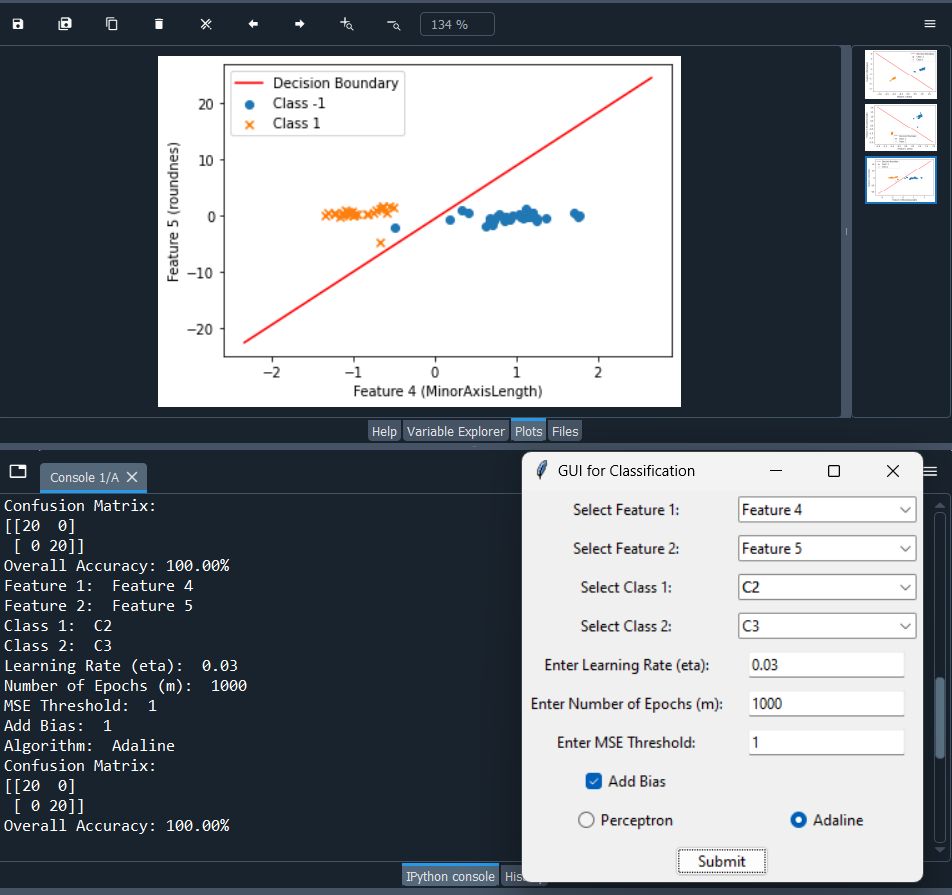 134 %
Decision Boundary
Class -1
Class 1
20
10
0
−10
−20
Feature 5 (roundnes)
−2 −1 0 1 2
Feature 4 (MinorAxisLength)
Help Variable Explorer Plots Files
Console 1/A
Confusion Matrix:
[[20  0]
 [ 0 20]]
Overall Accuracy: 100.00%
Feature 1:  Feature 4
Feature 2:  Feature 5
Class 1:  C2
Class 2:  C3
Learning Rate (eta):  0.03
Number of Epochs (m):  1000
MSE Threshold:  1
Add Bias:  1
Algorithm:  Adaline
Confusion Matrix:
[[20  0]
 [ 0 20]]
Overall Accuracy: 100.00%
IPython console
GUI for Classification
Select Feature 1: Feature 4
Select Feature 2: Feature 5
Select Class 1: C2
Select Class 2: C3
Enter Learning Rate (eta): 0.03
Enter Number of Epochs (m): 1000
Enter MSE Threshold: 1
Add Bias
Perceptron Adaline
Submit